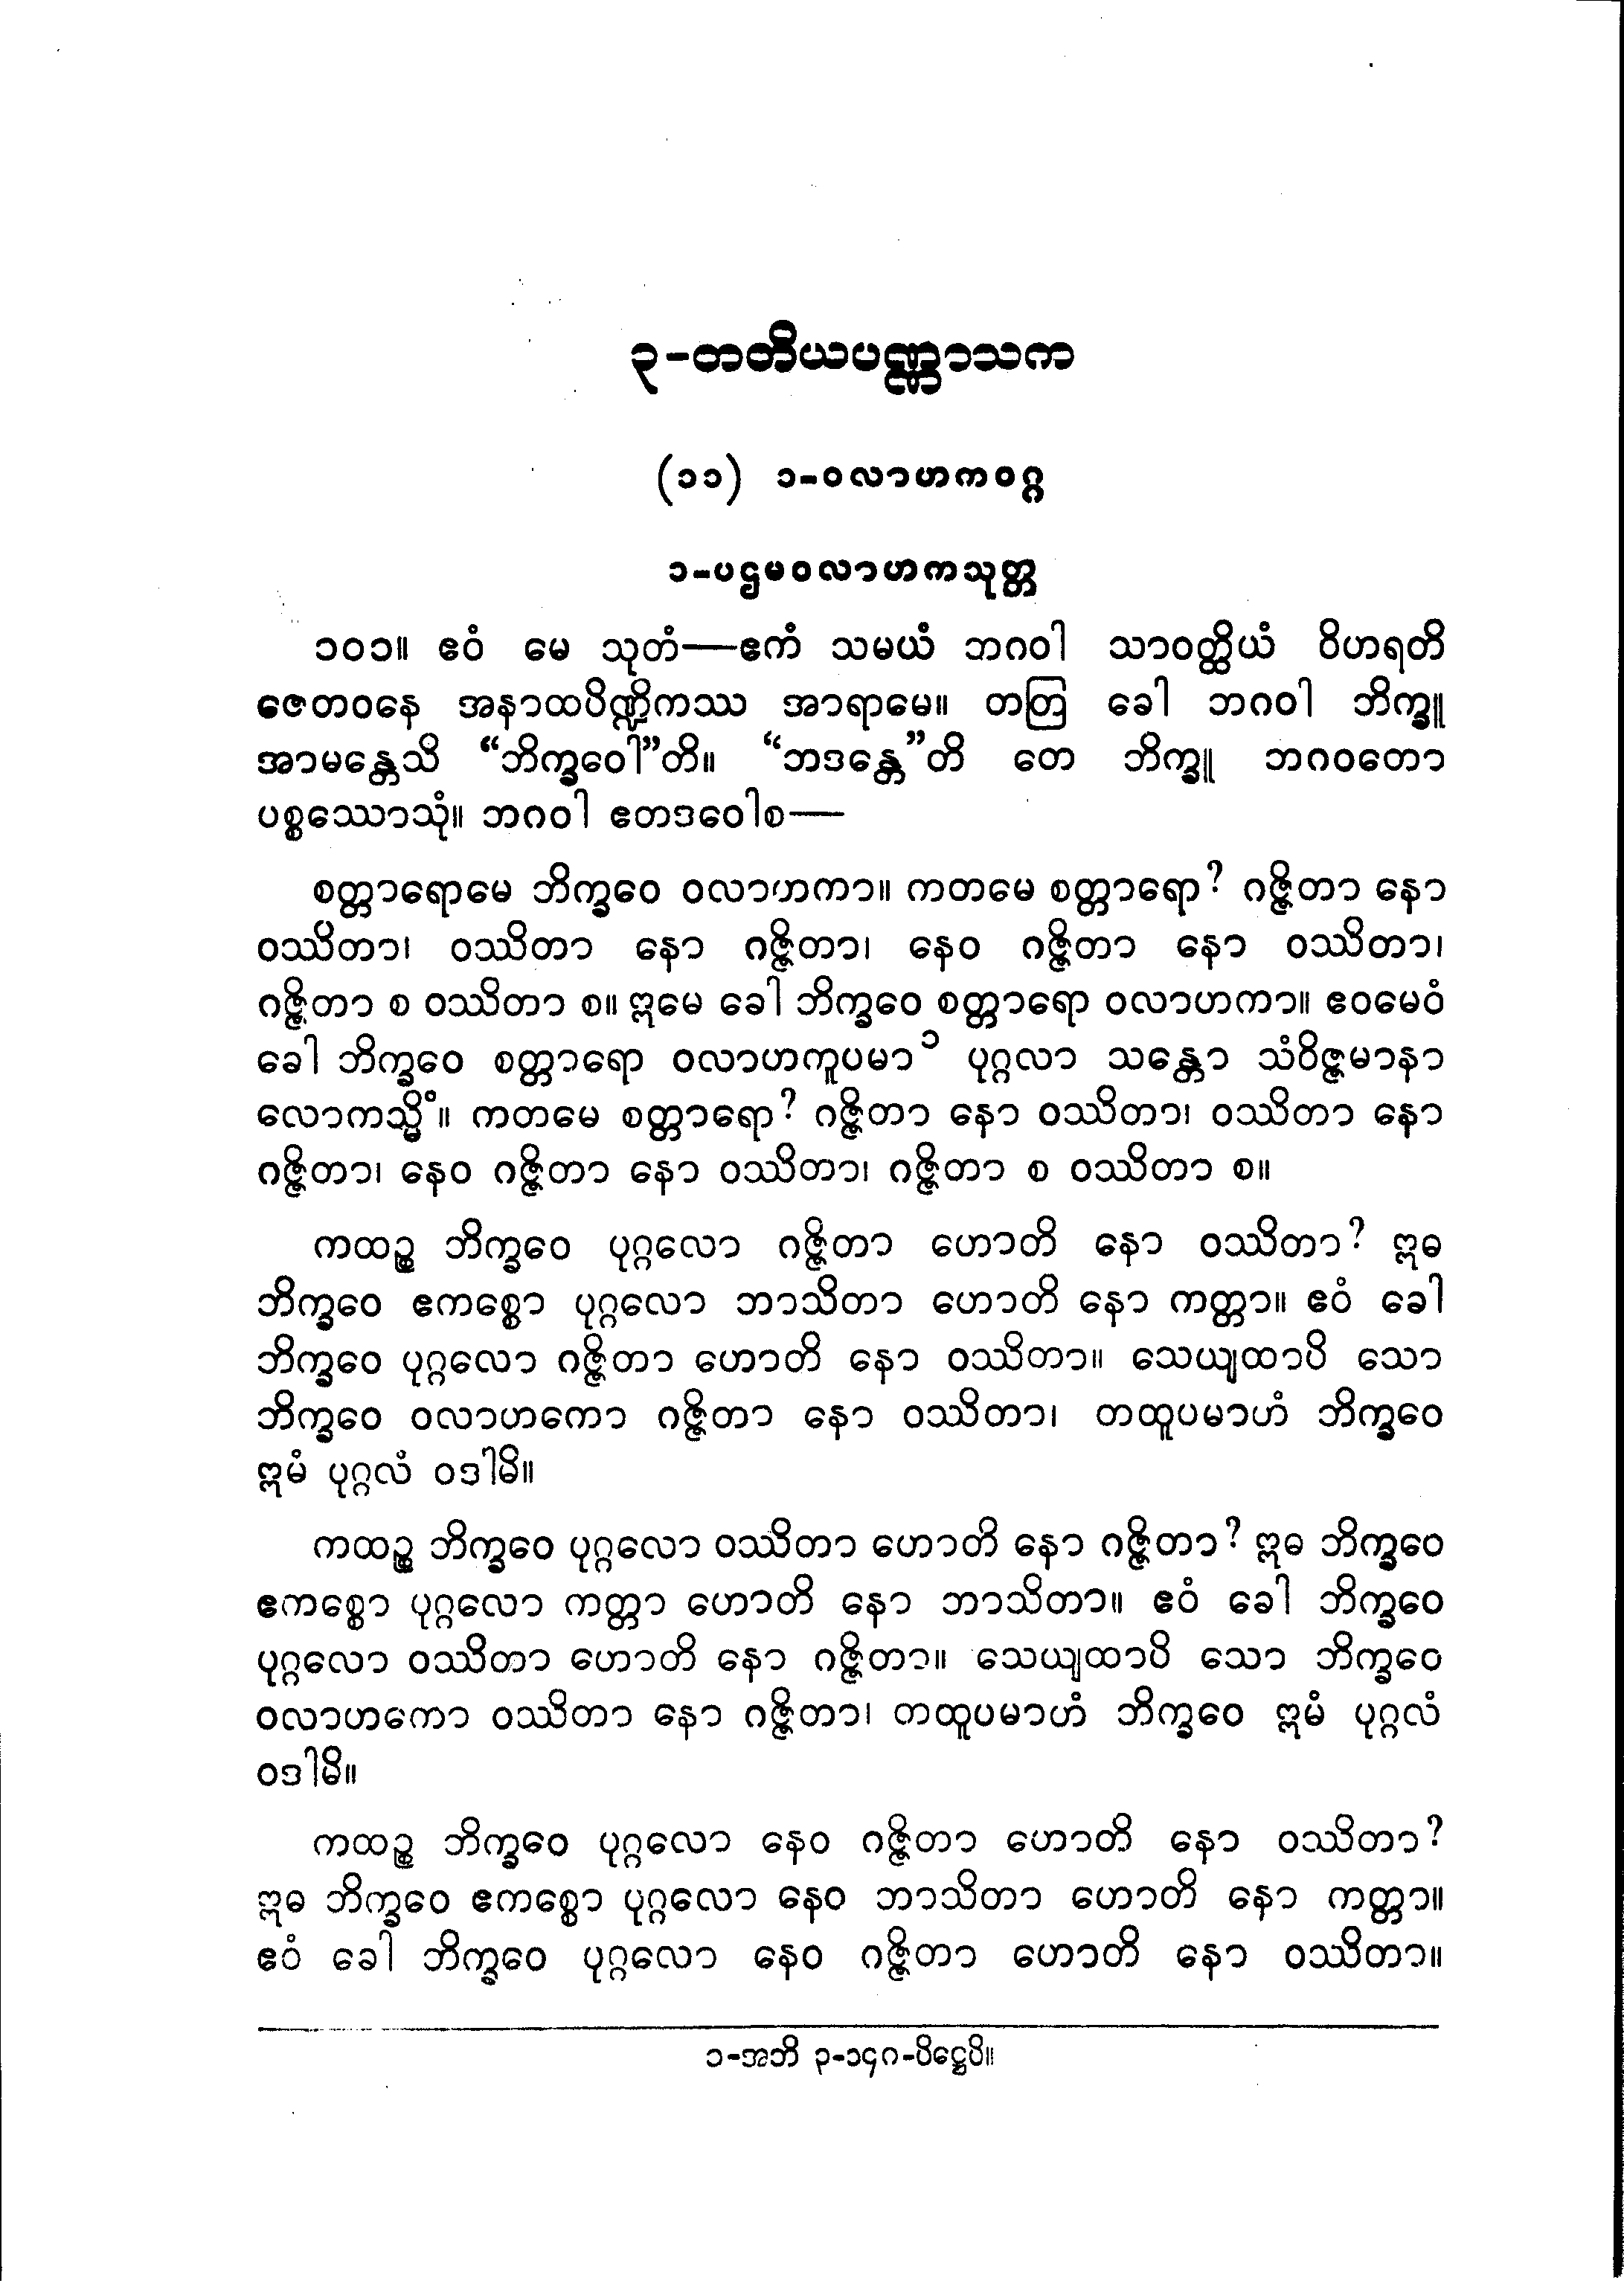 ၃-တတိယပဏ္ဏာသက
(၁၁) ၁-ဝလာဟကဝဂ္ဂ
၁-ပဌမဝလာဟကသုတ္တ
၁၀၁။ ဧဝံ မေ သုတံ—ဧကံ သမယံ ဘဂဝါ သာဝတ္ထိယံ ဝိဟရတိ
ဇေတဝနေ အနာထပိဏ္ဍိကဿ အာရာမေ။ တတြ ခေါ ဘဂဝါ ဘိက္ခူ
အာမန္တေသိ “ဘိက္ခဝေါ”တိ။ “ဘဒန္တေ”တိ တေ ဘိက္ခူ ဘဂဝတော
ပစ္စဿောသုံ။ ဘဂဝါ ဧတဒဝေါစ—
စတ္တာရောမေ ဘိက္ခဝေ ဝလာဟကာ။ ကတမေ စတ္တာရော? ဂဇ္ဇိတာ နော
ဝဿိတာ၊ ဝဿိတာ နော ဂဇ္ဇိတာ၊ နေဝ ဂဇ္ဇိတာ နော ဝဿိတာ၊
ဂဇ္ဇိတာ စ ဝဿိတာ စ။ ဣမေ ခေါ ဘိက္ခဝေ စတ္တာရော ဝလာဟကာ။ ဧဝမေဝံ
ခေါ ဘိက္ခဝေ စတ္တာရော ဝလာဟကူပမာ ၁ ပုဂ္ဂလာ သန္တော သံဝိဇ္ဇမာနာ
လောကသ္မိံ။ ကတမေ စတ္တာရော? ဂဇ္ဇိတာ နော ဝဿိတာ၊ ဝဿိတာ နော
ဂဇ္ဇိတာ၊ နေဝ ဂဇ္ဇိတာ နော ဝဿိတာ၊ ဂဇ္ဇိတာ စ ဝဿိတာ စ။
ကထဉ္စ ဘိက္ခဝေ ပုဂ္ဂလော ဂဇ္ဇိတာ ဟောတိ နော ဝဿိတာ? ဣဓ
ဘိက္ခဝေ ဧကစ္စော ပုဂ္ဂလော ဘာသိတာ ဟောတိ နော ကတ္တာ။ ဧဝံ ခေါ
ဘိက္ခဝေ ပုဂ္ဂလော ဂဇ္ဇိတာ ဟောတိ နော ဝဿိတာ။ သေယျထာပိ သော
ဘိက္ခဝေ ဝလာဟကော ဂဇ္ဇိတာ နော ဝဿိတာ၊ တထူပမာဟံ ဘိက္ခဝေ
ဣမံ ပုဂ္ဂလံ ဝဒါမိ။
ကထဉ္စ ဘိက္ခဝေ ပုဂ္ဂလော ဝဿိတာ ဟောတိ နော ဂဇ္ဇိတာ? ဣဓ ဘိက္ခဝေ
ဧကစ္စော ပုဂ္ဂလော ကတ္တာ ဟောတိ နော ဘာသိတာ။ ဧဝံ ခေါ ဘိက္ခဝေ
ပုဂ္ဂလော ဝဿိတာ ဟောတိ နော ဂဇ္ဇိတာ။ သေယျထာပိ သော ဘိက္ခဝေ
ဝလာဟကော ဝဿိတာ နော ဂဇ္ဇိတာ၊ တထူပမာဟံ ဘိက္ခဝေ ဣမံ ပုဂ္ဂလံ
ဝဒါမိ။
ကထဉ္စ ဘိက္ခဝေ ပုဂ္ဂလော နေဝ ဂဇ္ဇိတာ ဟောတိ နော ဝဿိတာ?
ဣဓ ဘိက္ခဝေ ဧကစ္စော ပုဂ္ဂလော နေဝ ဘာသိတာ ဟောတိ နော ကတ္တာ။
ဧဝံ ခေါ ဘိက္ခဝေ ပုဂ္ဂလော နေဝ ဂဇ္ဇိတာ ဟောတိ နော ဝဿိတာ။
၁-အဘိ ၃-၁၄ဂ-ပိဋ္ဌေပိ။